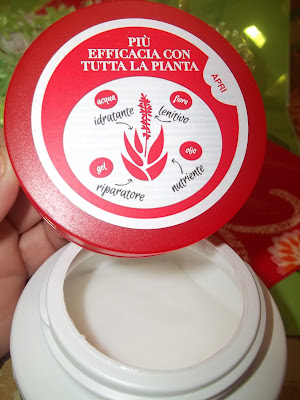 PIÙ
EFFICACIA CON
TUTTA LA PIANTA
APRI
acqua
idratante
fiore
lenitivo
gel
riparatore
olio
nutriente